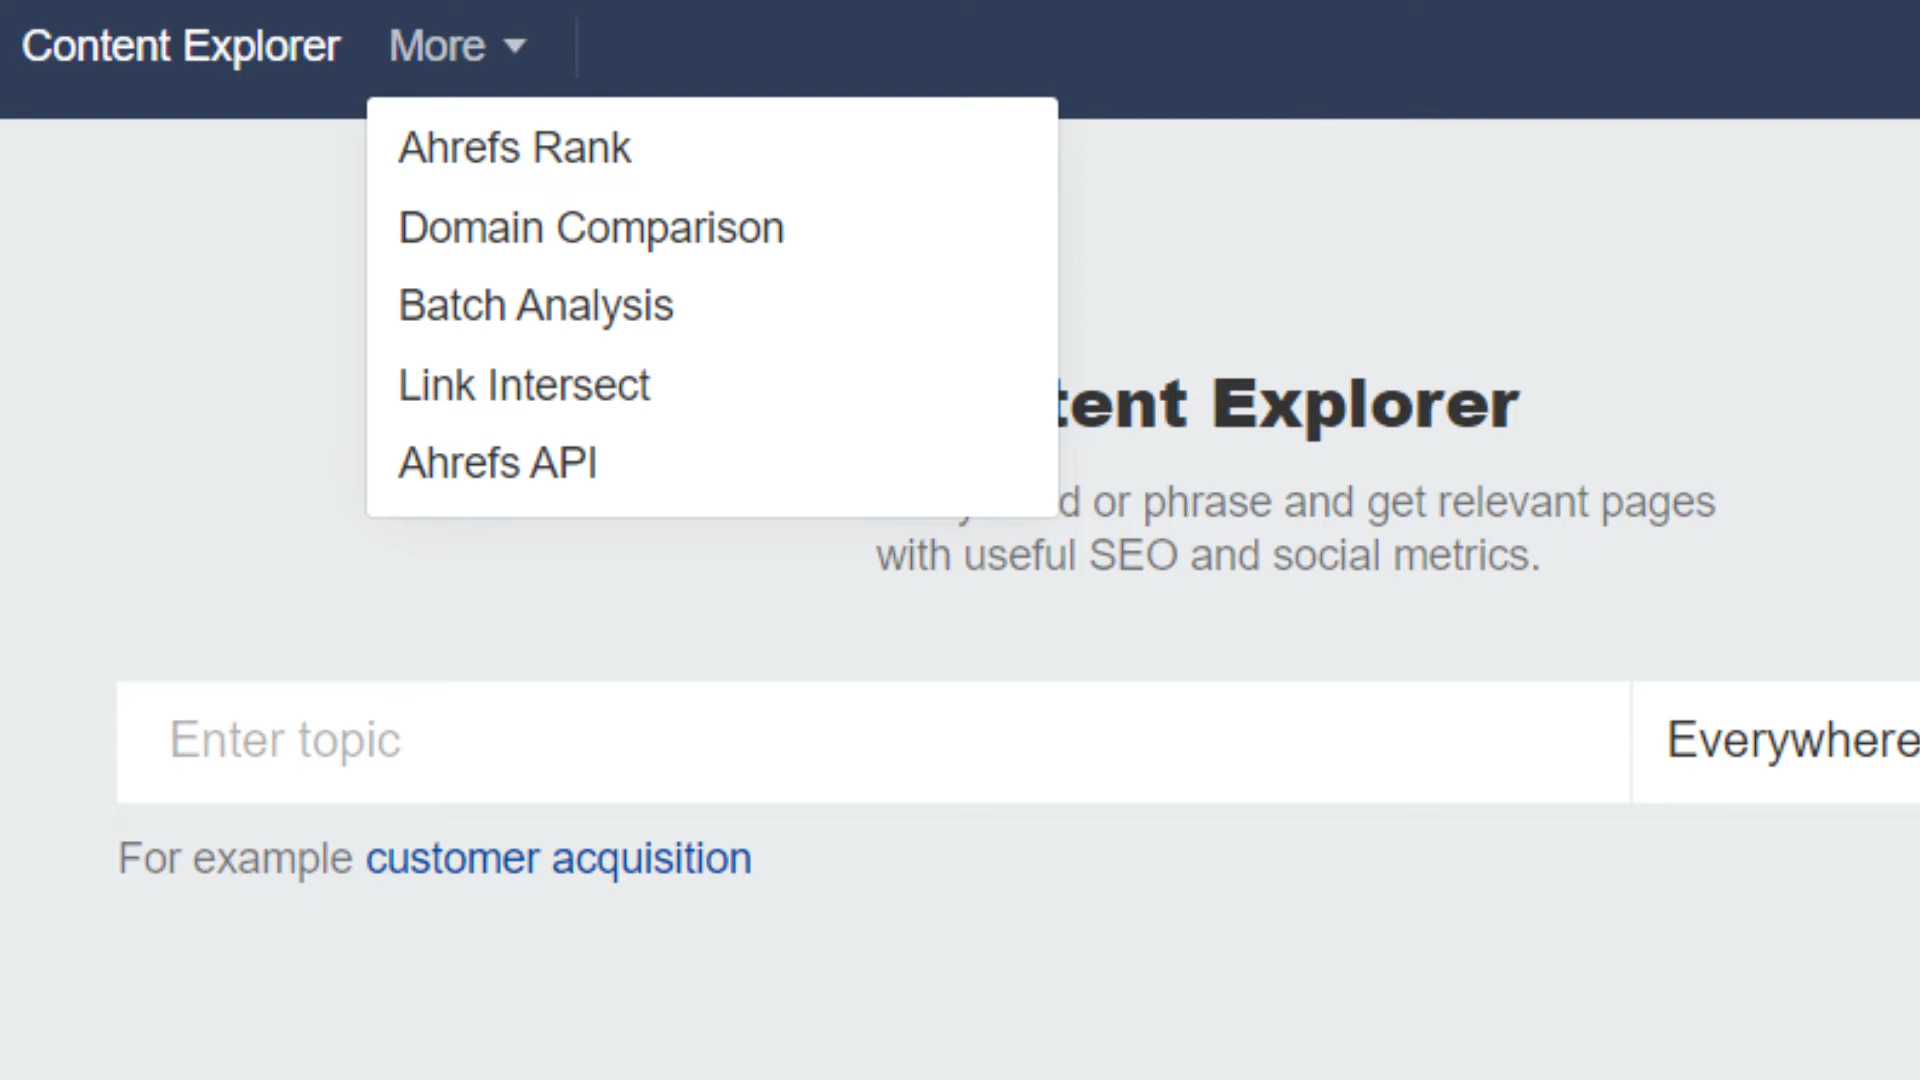 Content Explorer More
Ahrefs Rank
Domain Comparison
Batch Analysis
Link Intersect
Ahrefs API
Explorer
or phrase and get relevant pages
with useful SEO and social metrics.
Enter topic Everywhere
For example customer acquisition